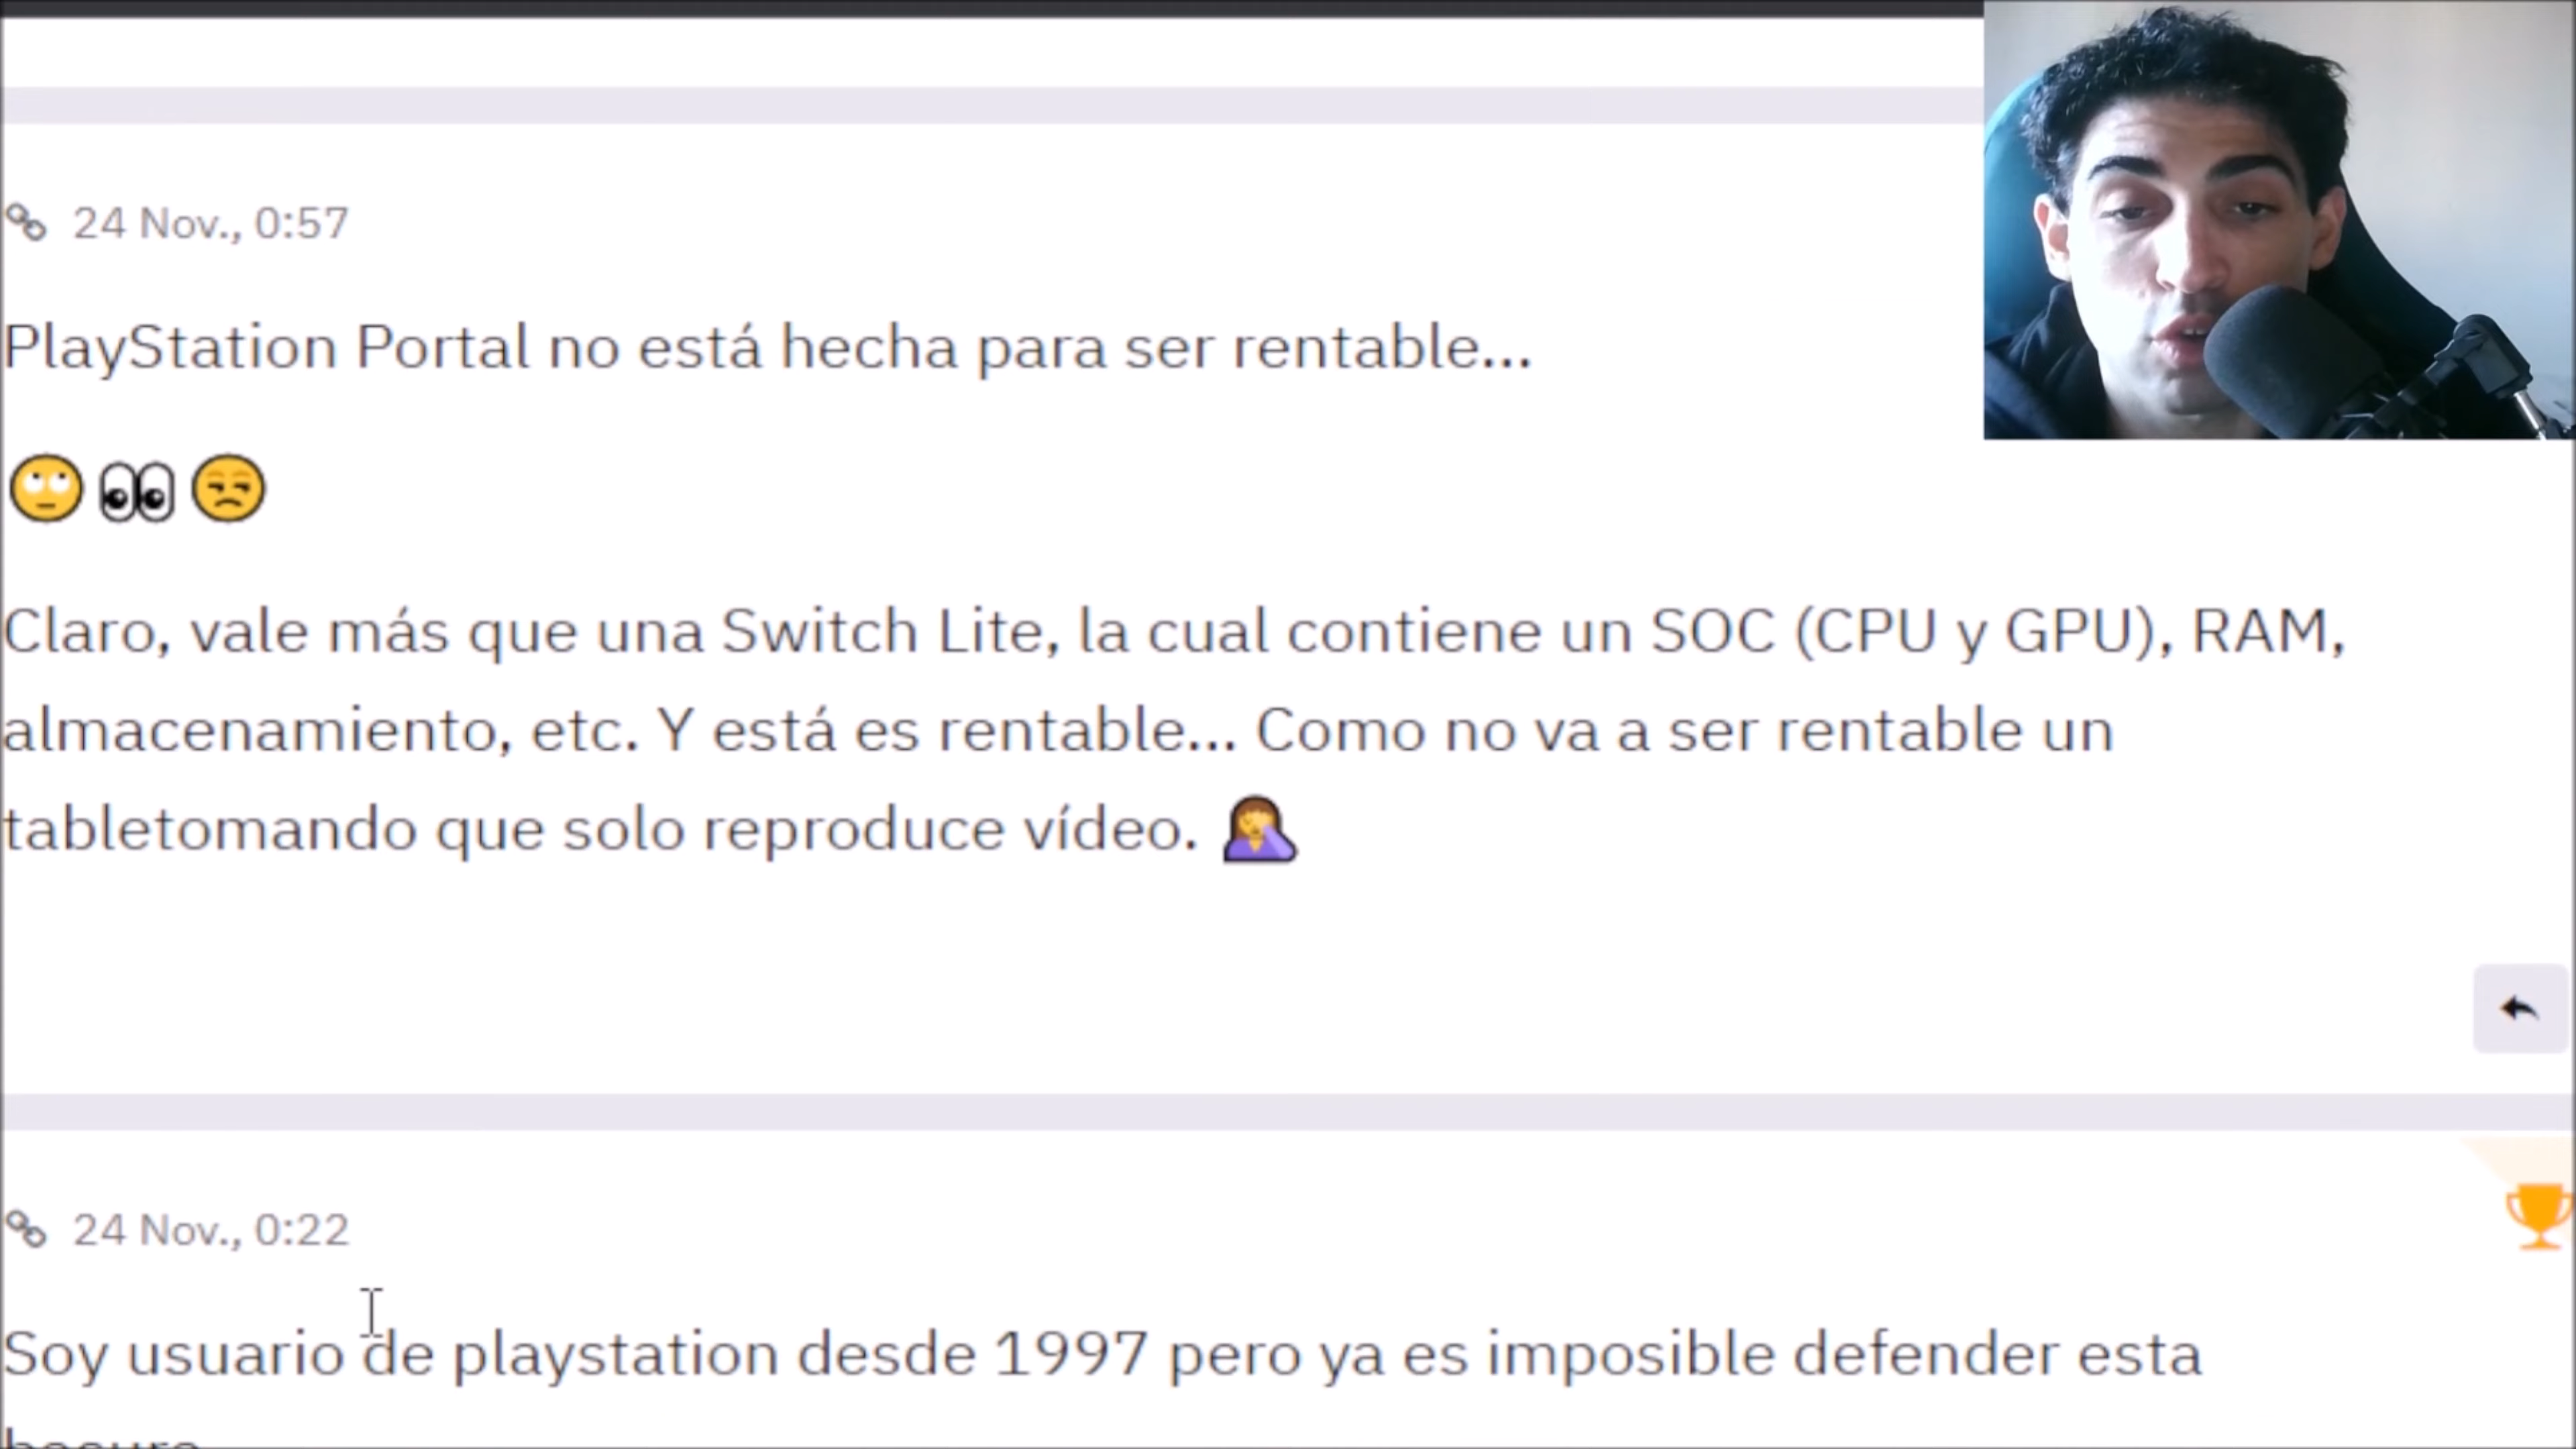 24 Nov., 0:57
PlayStation Portal no está hecha para ser rentable...
🙄👀😒
Claro, vale más que una Switch Lite, la cual contiene un SOC (CPU y GPU), RAM,
almacenamiento, etc. Y está es rentable... Como no va a ser rentable un
tabletomando que solo reproduce vídeo. 🤦‍♀️
24 Nov., 0:22
Soy usuario de playstation desde 1997 pero ya es imposible defender esta